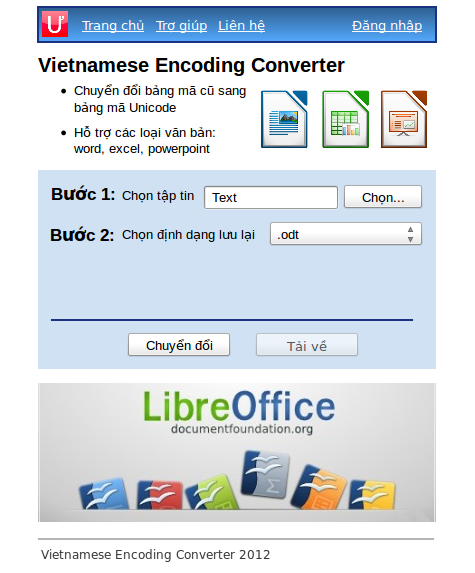 Ư Trang chủ Trợ giúp Liên hệ Đăng nhập
Vietnamese Encoding Converter
• Chuyển đổi bảng mã cũ sang
bảng mã Unicode
• Hỗ trợ các loại văn bản:
word, excel, powerpoint
Bước 1: Chọn tập tin Text Chọn...
Bước 2: Chọn định dạng lưu lại .odt
Chuyển đổi Tải về
LibreOffice
documentfoundation.org
Σ
Vietnamese Encoding Converter 2012